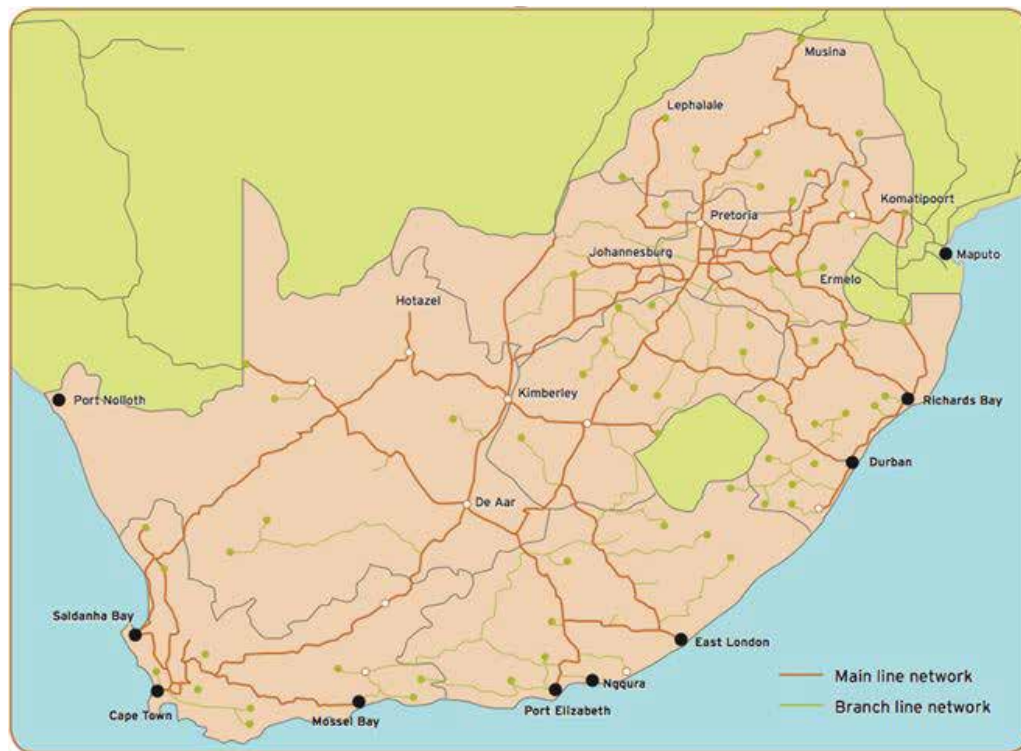 Musina
Lephalale
Komatipoort
Pretoria
Johannesburg
Maputo
Ermelo
Hotazel
Port Nolloth
Kimberley
Richards Bay
Durban
De Aar
Saldanha Bay
East London
Main line network
Ngqura
Cape Town
Mossel Bay
Port Elizabeth
Branch line network